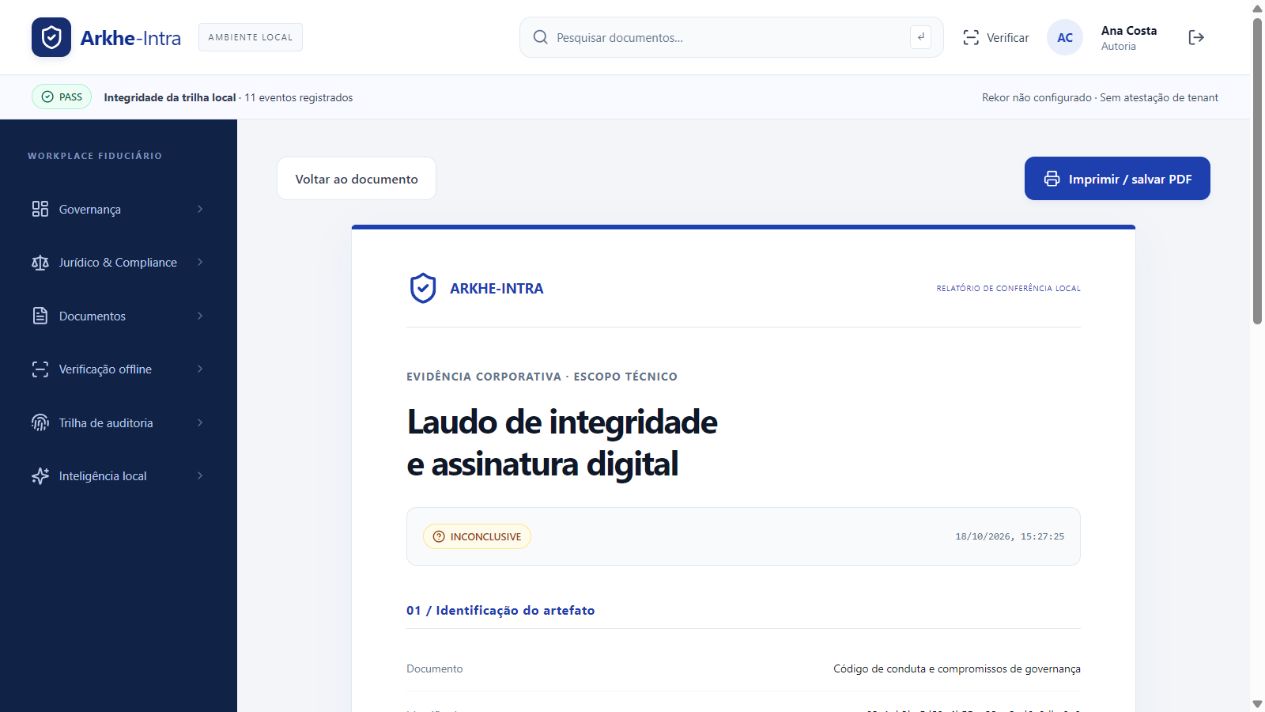 Arkhe-Intra
AMBIENTE LOCAL
Pesquisar documentos...
Verificar
AC
Ana Costa
Autoria
PASS
Integridade da trilha local · 11 eventos registrados
Rekor não configurado · Sem atestação de tenant
WORKPLACE FIDUCIÁRIO
Governança
Jurídico & Compliance
Documentos
Verificação offline
Trilha de auditoria
Inteligência local
Voltar ao documento
Imprimir / salvar PDF
ARKHE-INTRA
RELATÓRIO DE CONFERÊNCIA LOCAL
EVIDÊNCIA CORPORATIVA · ESCOPO TÉCNICO
Laudo de integridade
e assinatura digital
INCONCLUSIVE
18/10/2026, 15:27:25
01 / Identificação do artefato
Documento
Código de conduta e compromissos de governança